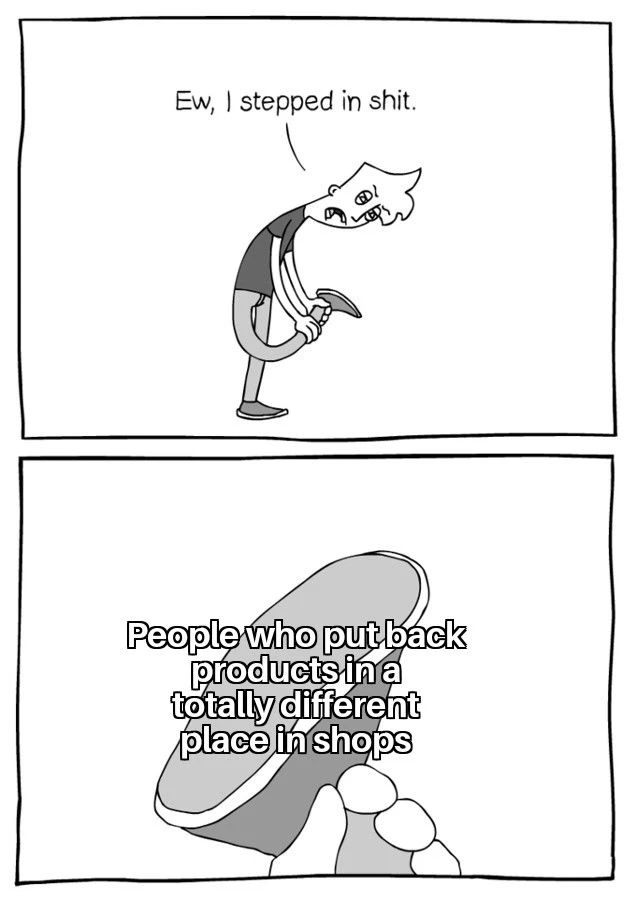 Ew, I stepped in shit.
People who put back
products in a
totally different
place in shops